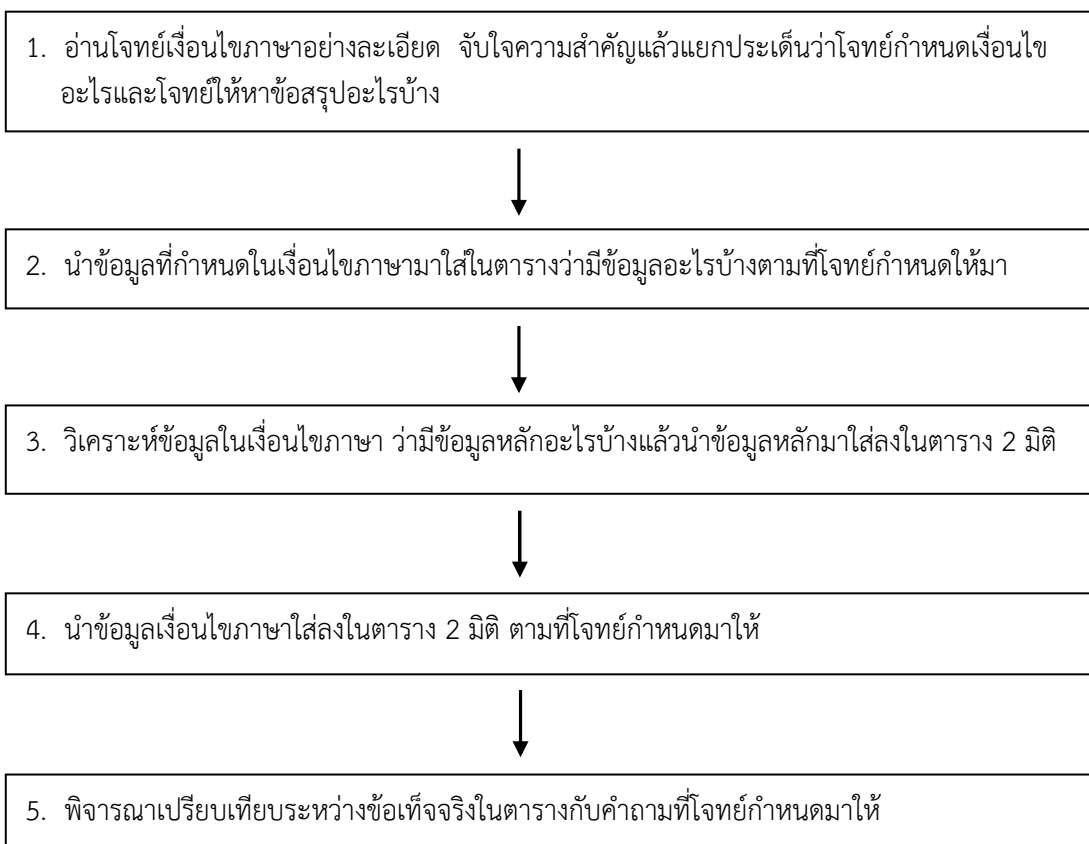 1. อ่านโจทย์เงื่อนไขภาษาอย่างละเอียด จับใจความสำคัญแล้วแยกประเด็นว่าโจทย์กำหนดเงื่อนไข
อะไรและโจทย์ให้หาข้อสรุปอะไรบ้าง
2. นำข้อมูลที่กำหนดในเงื่อนไขภาษามาใส่ในตารางว่ามีข้อมูลอะไรบ้างตามที่โจทย์กำหนดให้มา
3. วิเคราะห์ข้อมูลในเงื่อนไขภาษา ว่ามีข้อมูลหลักอะไรบ้างแล้วนำข้อมูลหลักมาใส่ลงในตาราง 2 มิติ
4. นำข้อมูลเงื่อนไขภาษาใส่ลงในตาราง 2 มิติ ตามที่โจทย์กำหนดมาให้
5. พิจารณาเปรียบเทียบระหว่างข้อเท็จจริงในตารางกับคำถามที่โจทย์กำหนดมาให้